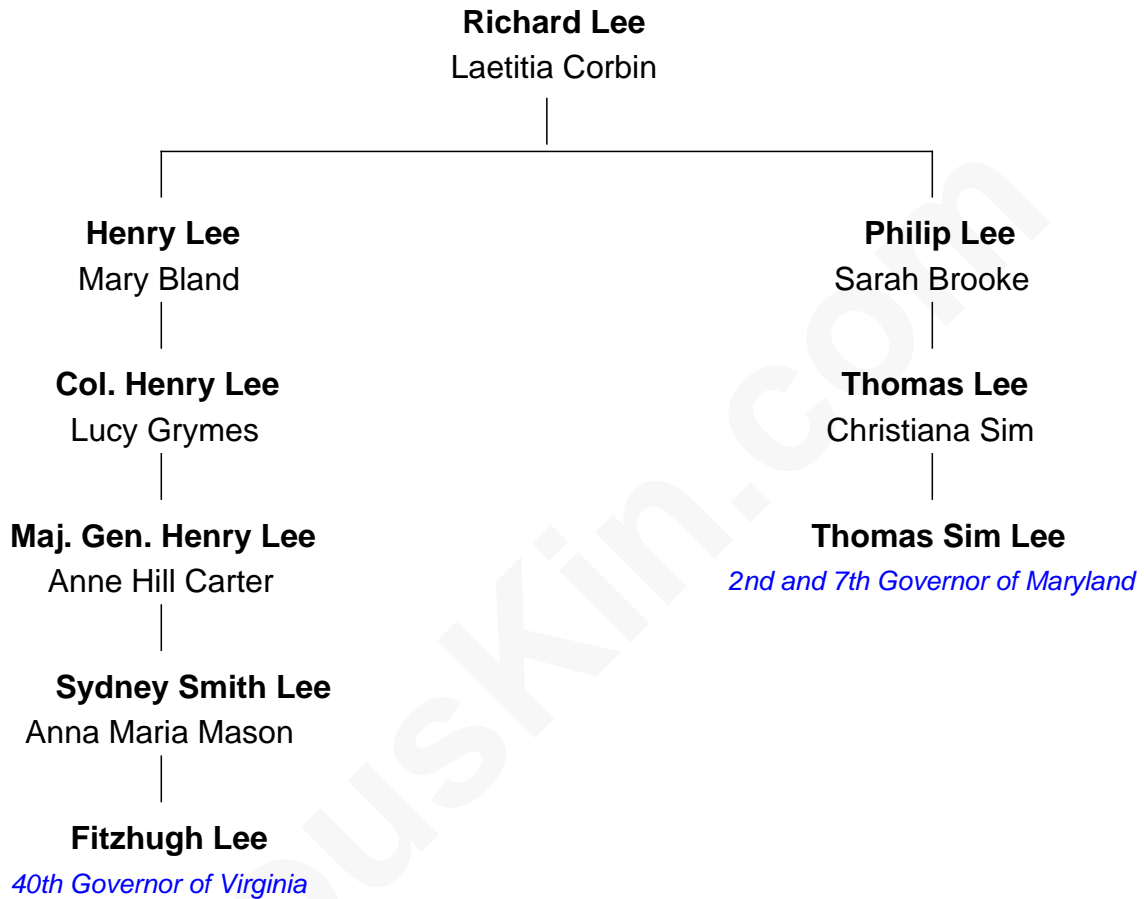 Richard Lee
Laetitia Corbin
Henry Lee
Mary Bland
Philip Lee
Sarah Brooke
Col. Henry Lee
Lucy Grymes
Thomas Lee
Christiana Sim
Maj. Gen. Henry Lee
Anne Hill Carter
Thomas Sim Lee
2nd and 7th Governor of Maryland
Sydney Smith Lee
Anna Maria Mason
Fitzhugh Lee
40th Governor of Virginia
ousKin.com